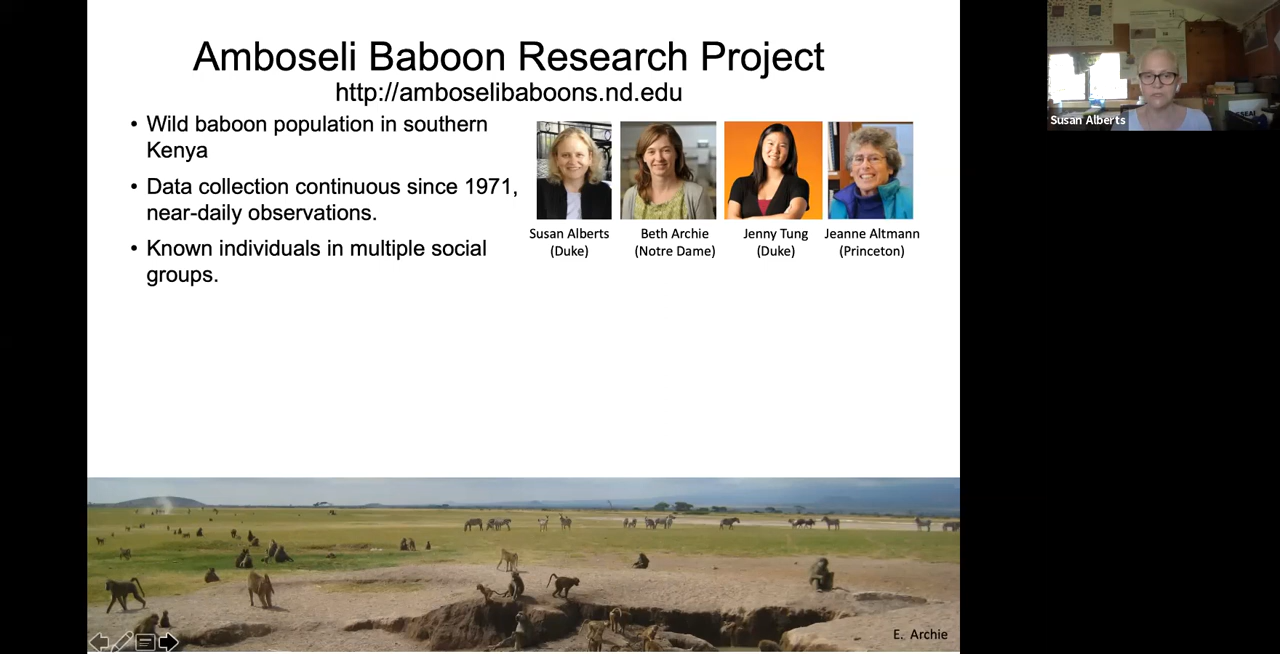 Amboseli Baboon Research Project
http://amboselibaboons.nd.edu
• Wild baboon population in southern
Kenya
• Data collection continuous since 1971,
near-daily observations.
• Known individuals in multiple social
groups.
Susan Alberts
(Duke)
Beth Archie
(Notre Dame)
Jenny Tung
(Duke)
Jeanne Altmann
(Princeton)
E. Archie
Susan Alberts